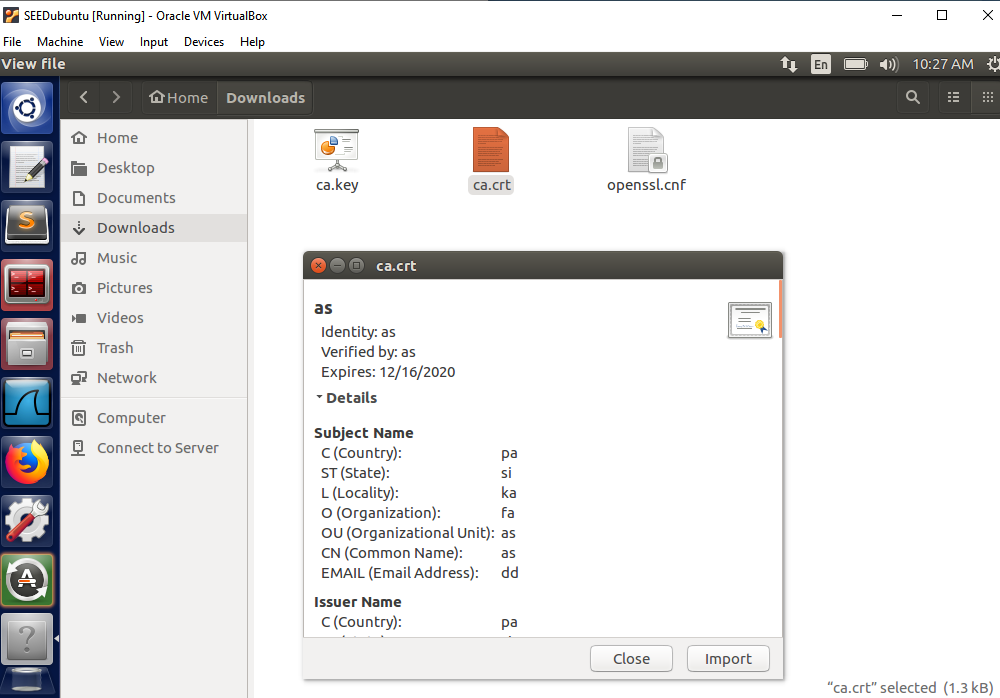 SEEDubuntu [Running] - Oracle VM VirtualBox
File Machine View Input Devices Help
View file En 10:27 AM
Home Downloads
Home
Desktop
Documents
Downloads
Music
Pictures
Videos
Trash
Network
Computer
Connect to Server
ca.key ca.crt openssl.cnf
ca.crt
as
Identity: as
Verified by: as
Expires: 12/16/2020
Details
Subject Name
C (Country): pa
ST (State): si
L (Locality): ka
O (Organization): fa
OU (Organizational Unit): as
CN (Common Name): as
EMAIL (Email Address): dd
Issuer Name
C (Country): pa
Close Import
"ca.crt" selected (1.3 kB)